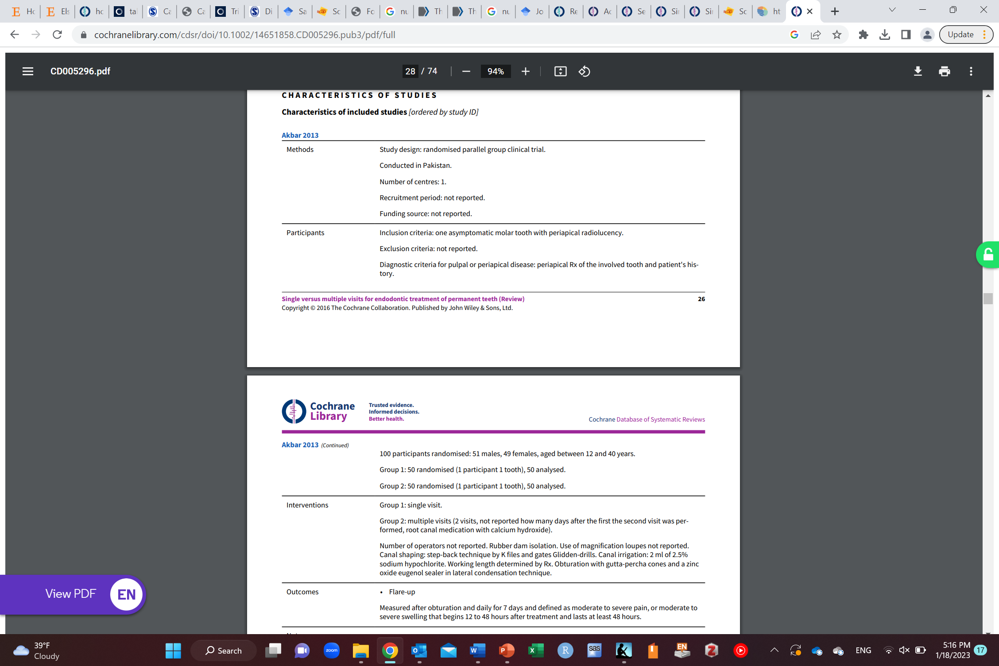 Hc
Els
hc
tal
Ca
Ca
Tri
Di
Sa
Sc
Fo
nu
Th
Th
nu
Jo
Re
Ac
Se
Sir
Sir
Sc
ht
cochranelibrary.com/cdsr/doi/10.1002/14651858.CD005296.pub3/pdf/full
Update
CD005296.pdf
28 / 74
94%
CHARACTERISTICS OF STUDIES
Characteristics of included studies [ordered by study ID]
Akbar 2013
Methods Study design: randomised parallel group clinical trial.
Conducted in Pakistan.
Number of centres: 1.
Recruitment period: not reported.
Funding source: not reported.
Participants Inclusion criteria: one asymptomatic molar tooth with periapical radiolucency.
Exclusion criteria: not reported.
Diagnostic criteria for pulpal or periapical disease: periapical Rx of the involved tooth and patient's his-
tory.
Single versus multiple visits for endodontic treatment of permanent teeth (Review) 26
Copyright © 2016 The Cochrane Collaboration. Published by John Wiley & Sons, Ltd.
Cochrane
Library
Trusted evidence.
Informed decisions.
Better health.
Cochrane Database of Systematic Reviews
Akbar 2013 (Continued)
100 participants randomised: 51 males, 49 females, aged between 12 and 40 years.
Group 1: 50 randomised (1 participant 1 tooth), 50 analysed.
Group 2: 50 randomised (1 participant 1 tooth), 50 analysed.
Interventions Group 1: single visit.
Group 2: multiple visits (2 visits, not reported how many days after the first the second visit was per-
formed, root canal medication with calcium hydroxide).
Number of operators not reported. Rubber dam isolation. Use of magnification loupes not reported.
Canal shaping: step-back technique by K files and gates Glidden-drills. Canal irrigation: 2 ml of 2.5%
sodium hypochlorite. Working length determined by Rx. Obturation with gutta-percha cones and a zinc
oxide eugenol sealer in lateral condensation technique.
Outcomes • Flare-up
Measured after obturation and daily for 7 days and defined as moderate to severe pain, or moderate to
severe swelling that begins 12 to 48 hours after treatment and lasts at least 48 hours.
View PDF EN
39°F
Cloudy
Search
zoom
sas
EN
ENG
5:16 PM
1/18/2023
17